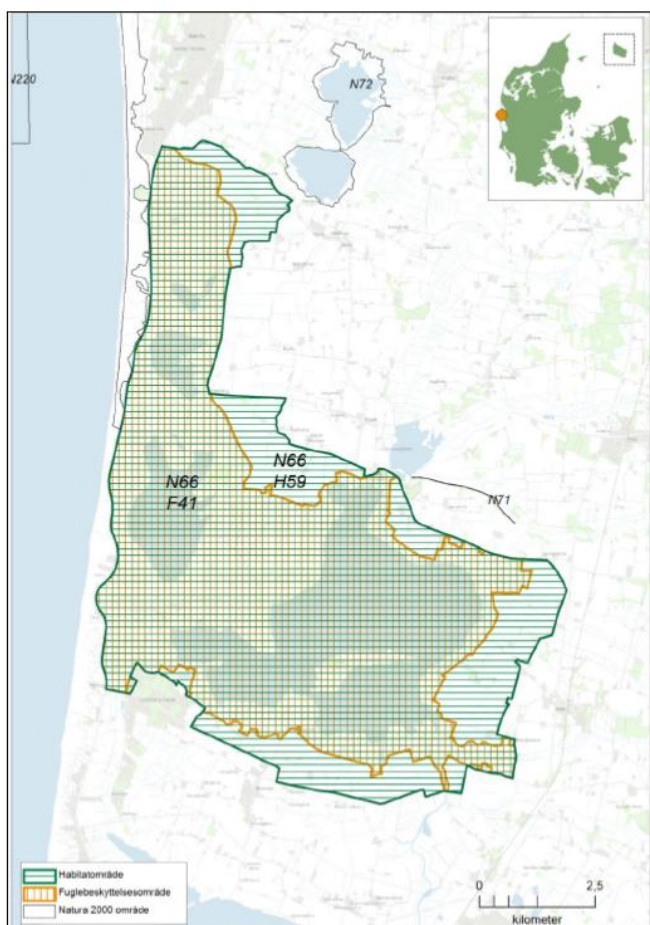 N220
N72
N66
H59
N66
F41
N71
Habitatområde
Fuglebeskyttelsesområde
Natura 2000 område
0
2,5
kilometer